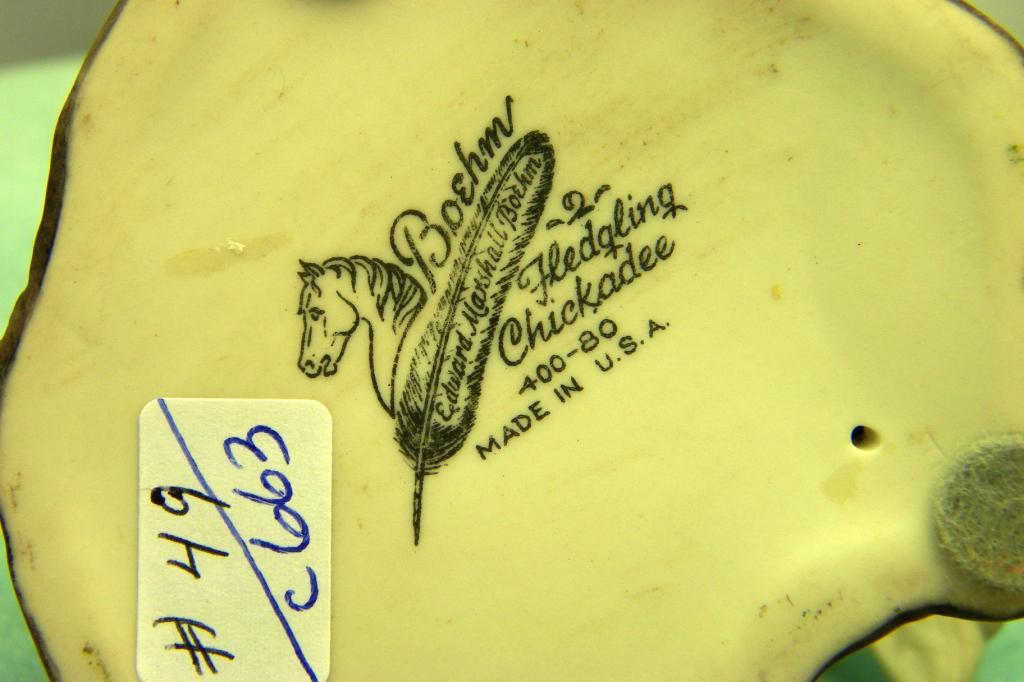 Boehm
Edward Marshall Boehm
-2-
Fledgling
Chickadee
400-80
MADE IN U.S.A.
# 49
C663